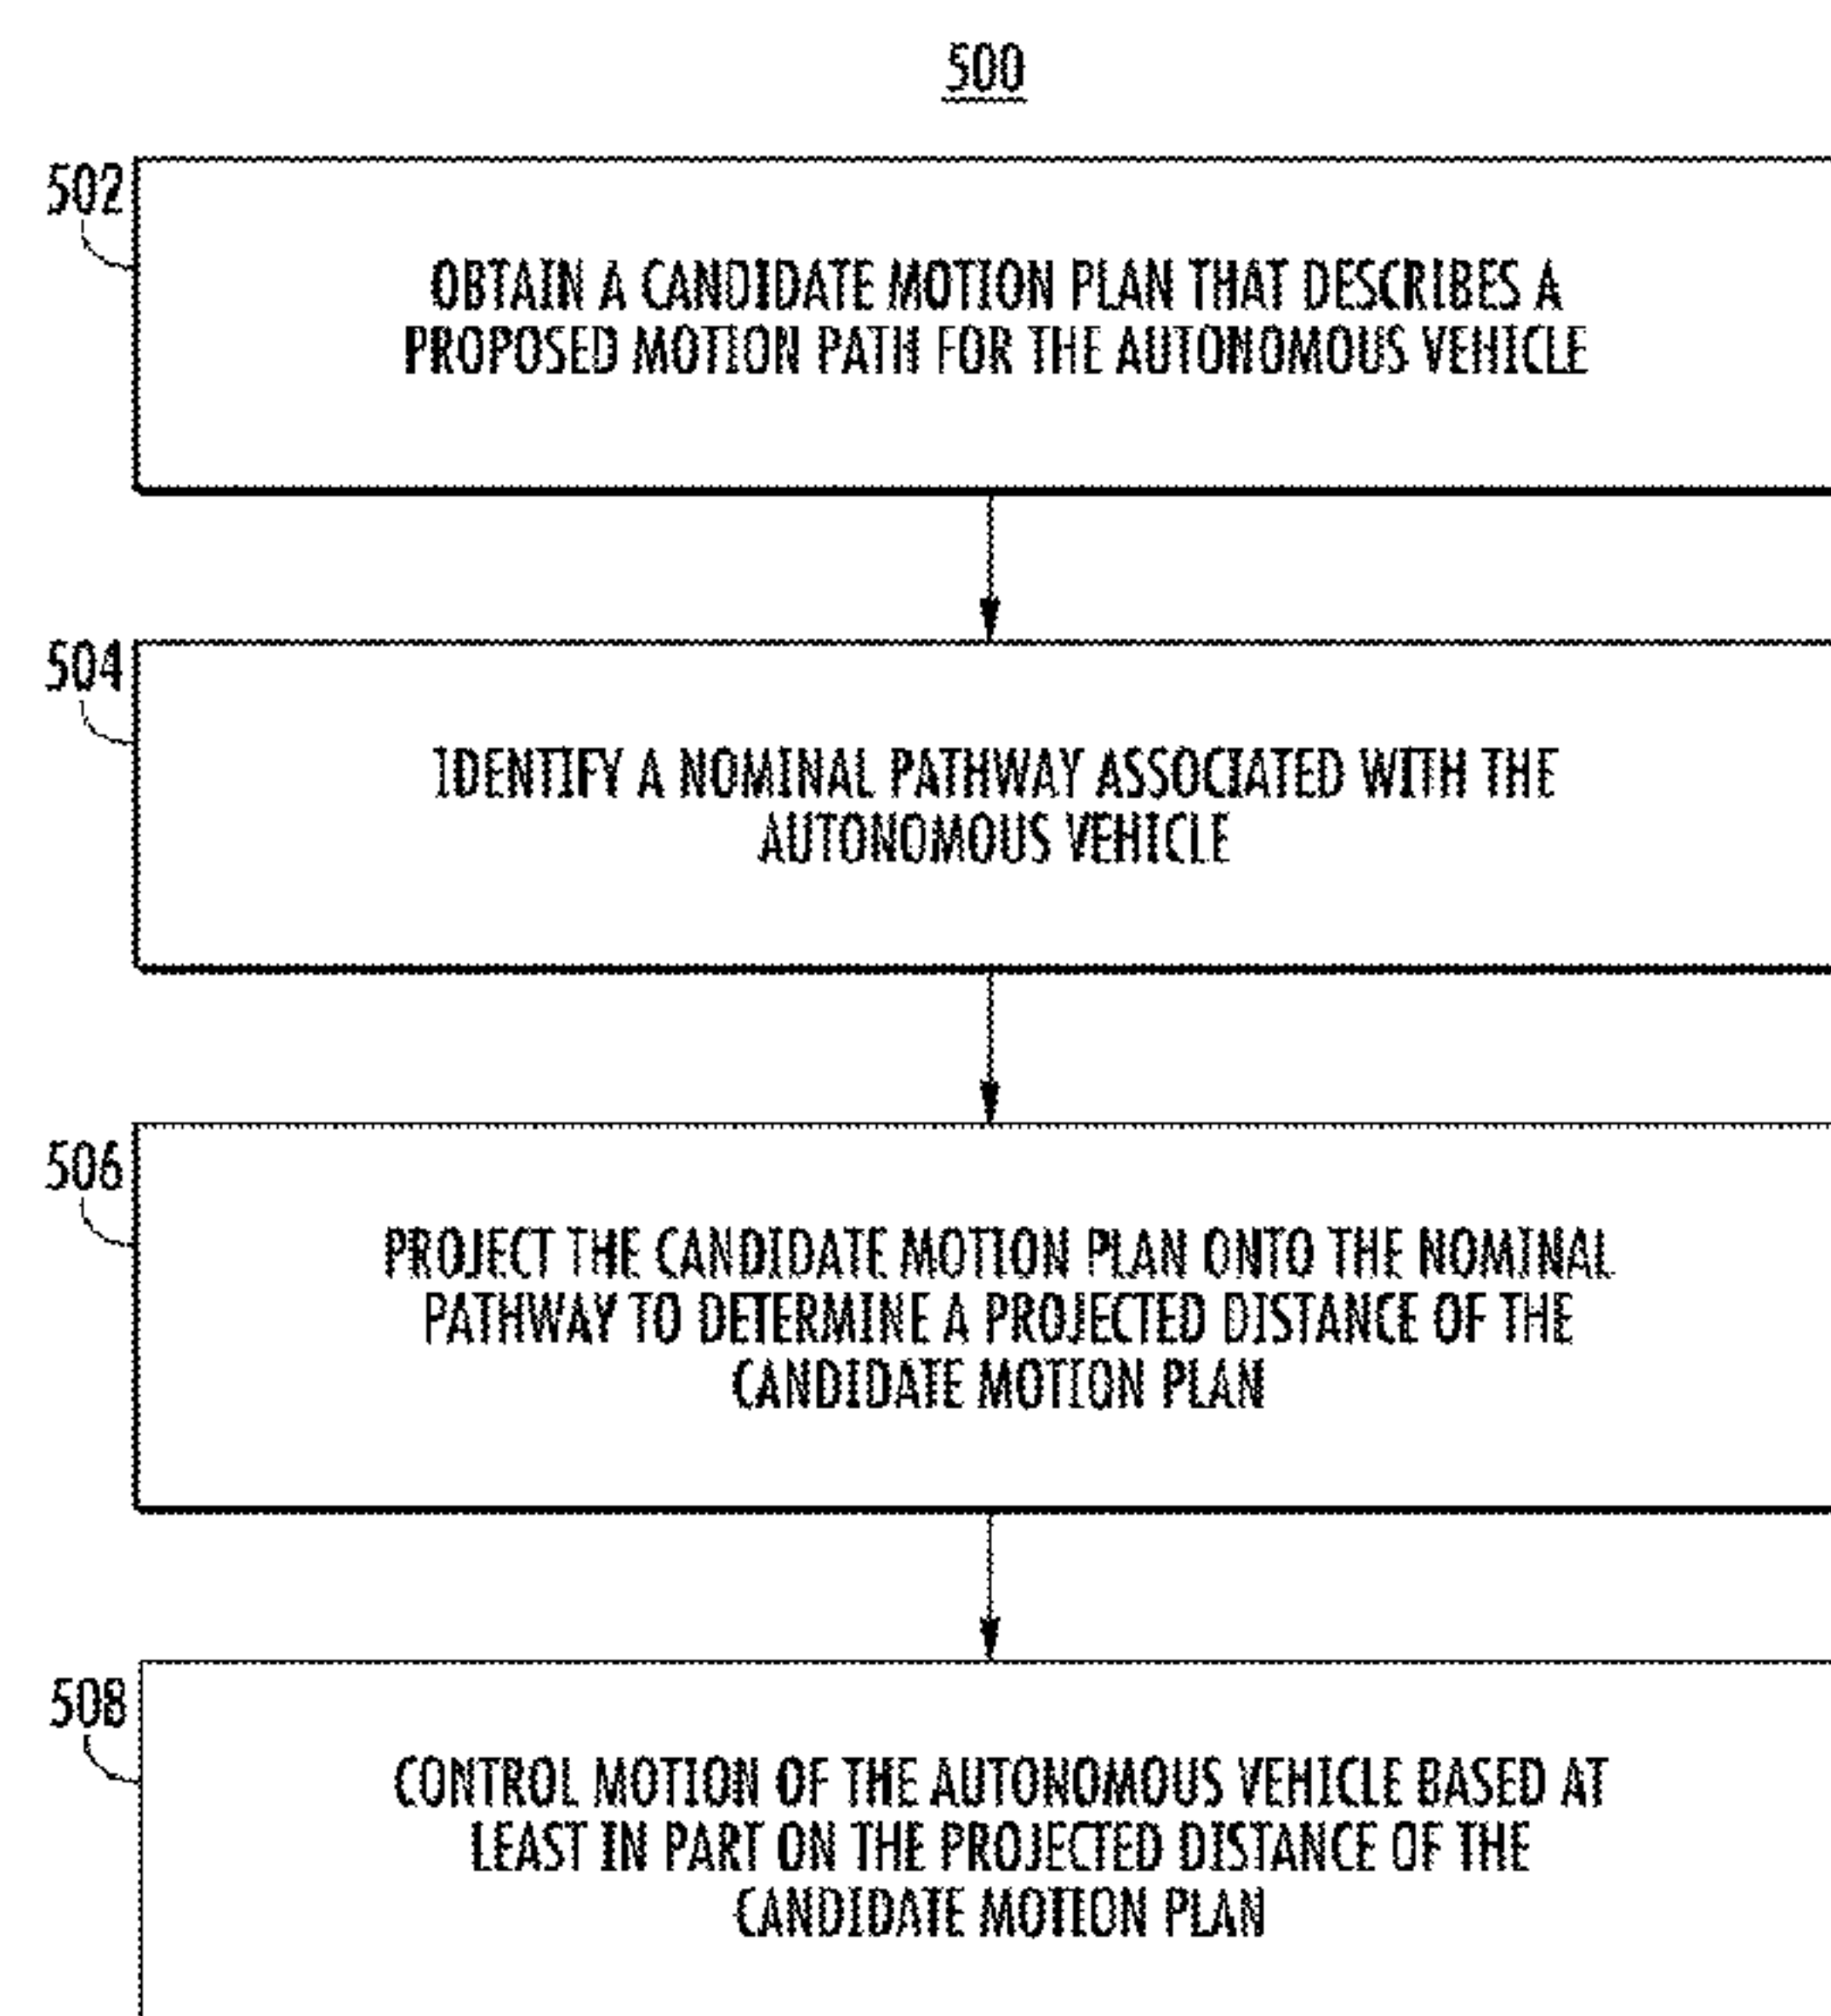 500
502
OBTAIN A CANDIDATE MOTION PLAN THAT DESCRIBES A
PROPOSED MOTION PATH FOR THE AUTONOMOUS VEHICLE
504
IDENTIFY A NOMINAL PATHWAY ASSOCIATED WITH THE
AUTONOMOUS VEHICLE
506
PROJECT THE CANDIDATE MOTION PLAN ONTO THE NOMINAL
PATHWAY TO DETERMINE A PROJECTED DISTANCE OF THE
CANDIDATE MOTION PLAN
508
CONTROL MOTION OF THE AUTONOMOUS VEHICLE BASED AT
LEAST IN PART ON THE PROJECTED DISTANCE OF THE
CANDIDATE MOTION PLAN